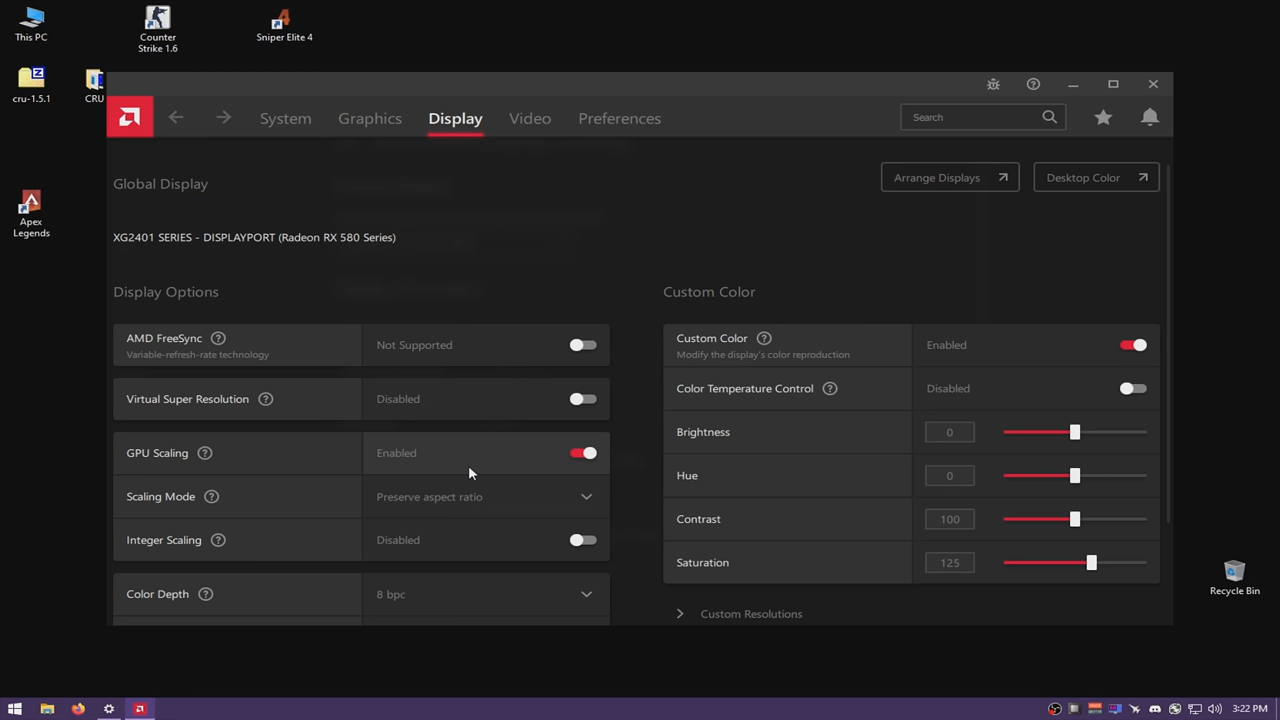 This PC
Counter
Strike 1.6
Sniper Elite 4
cru-1.5.1
CRU
Apex
Legends
System
Graphics
Display
Video
Preferences
Search
Global Display
Arrange Displays
Desktop Color
XG2401 SERIES - DISPLAYPORT (Radeon RX 580 Series)
Display Options
AMD FreeSync
Variable-refresh-rate technology
Not Supported
Virtual Super Resolution
Disabled
GPU Scaling
Enabled
Scaling Mode
Preserve aspect ratio
Integer Scaling
Disabled
Color Depth
8 bpc
Custom Color
Custom Color
Modify the display's color reproduction
Enabled
Color Temperature Control
Disabled
Brightness
0
Hue
0
Contrast
100
Saturation
125
Custom Resolutions
Recycle Bin
3:22 PM